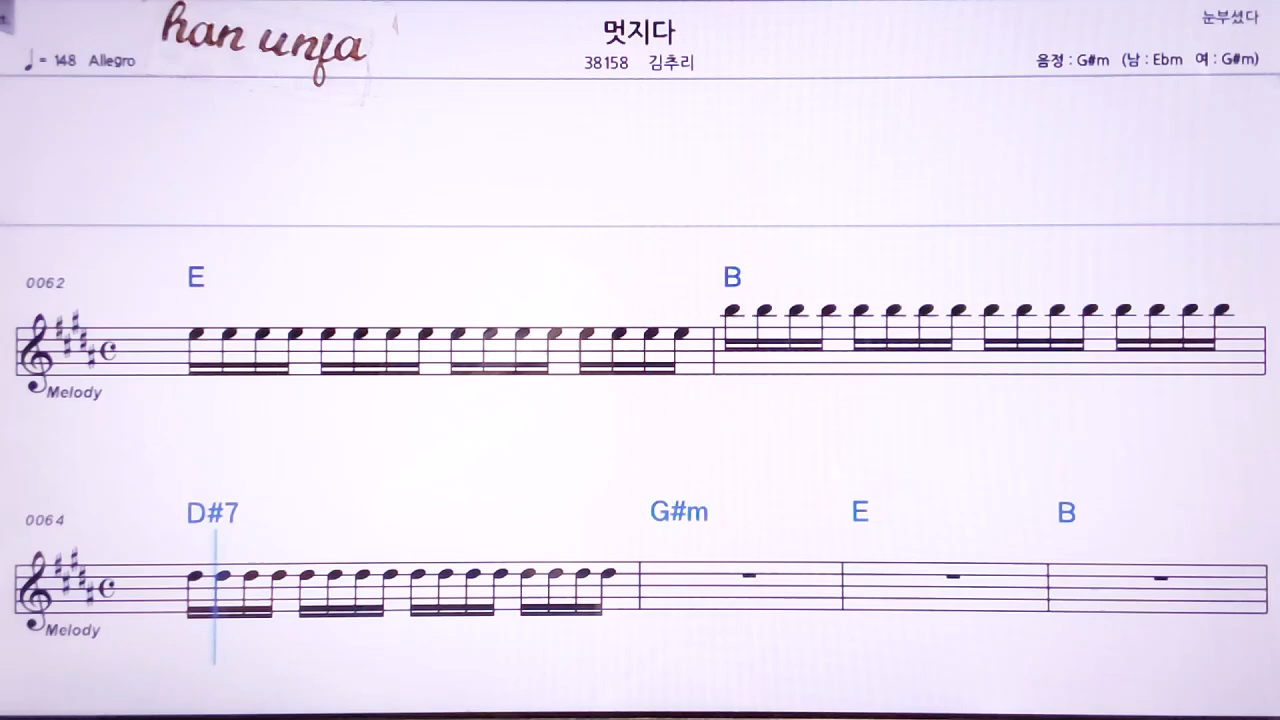 han unja
멋지다
눈부셨다
♩= 148 Allegro
38158 김추리
음정 : G#m (남 : Ebm 여 : G#m)
0062
E
B
Melody
0064
D#7
G#m
E
B
Melody